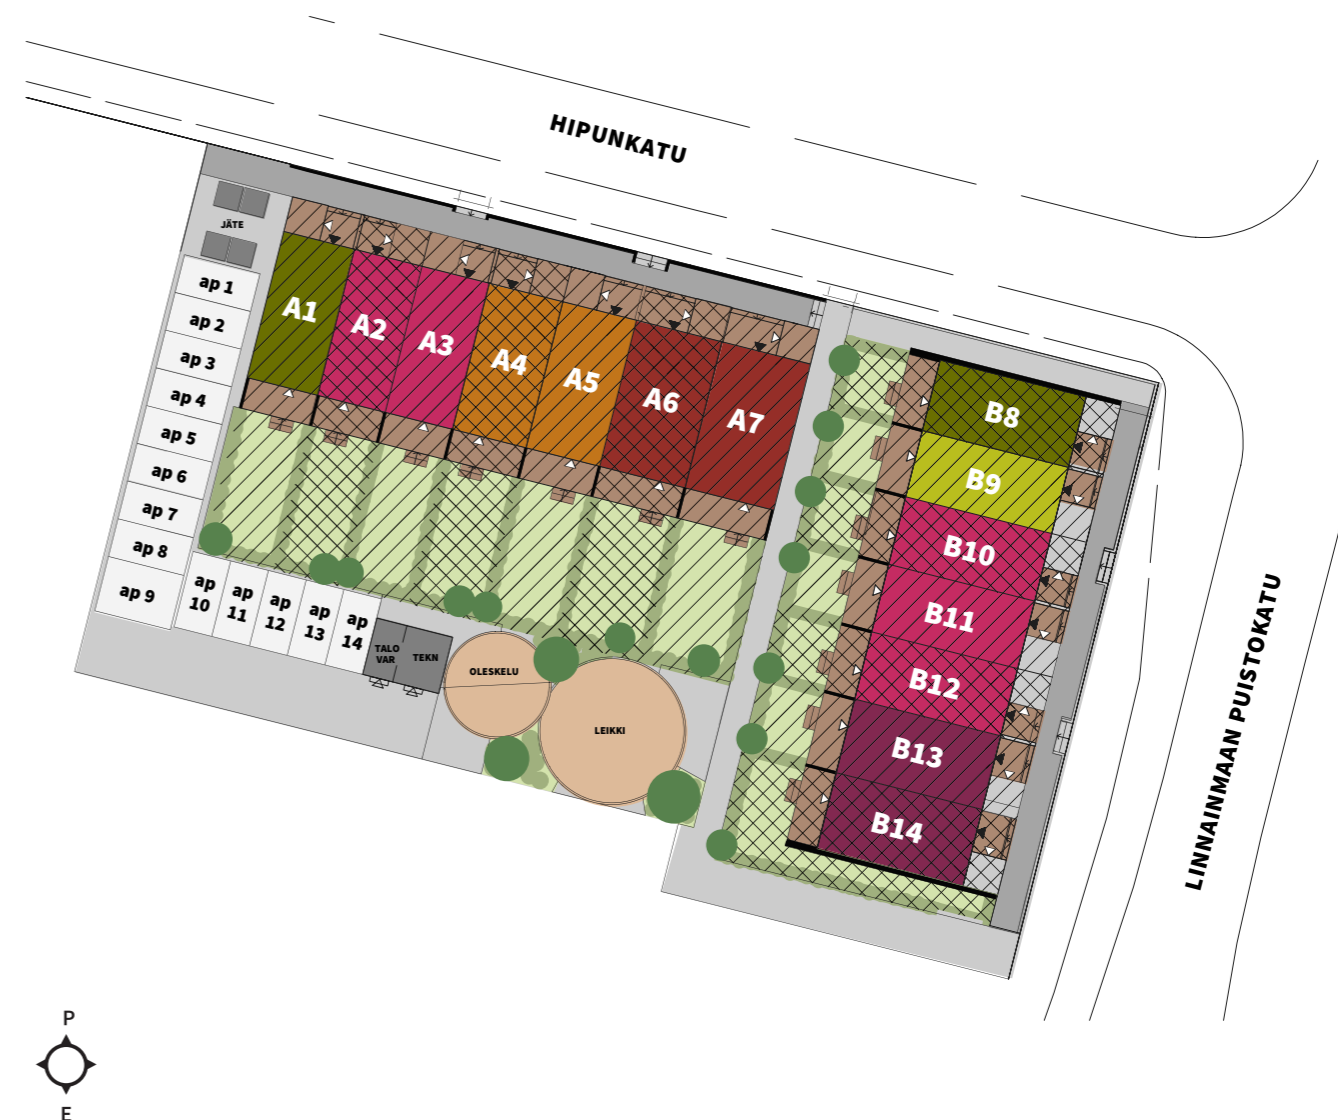 HIPUNKATU
JÄTE
ap 1
ap 2
ap 3
ap 4
ap 5
ap 6
ap 7
ap 8
ap 9
ap
10
ap
11
ap
12
ap
13
ap
14
A1
A2
A3
A4
A5
A6
A7
TALO
VAR
TEKN
OLESKELU
LEIKKI
B8
B9
B10
B11
B12
B13
B14
LINNAINMAAN PUISTOKATU
P
E